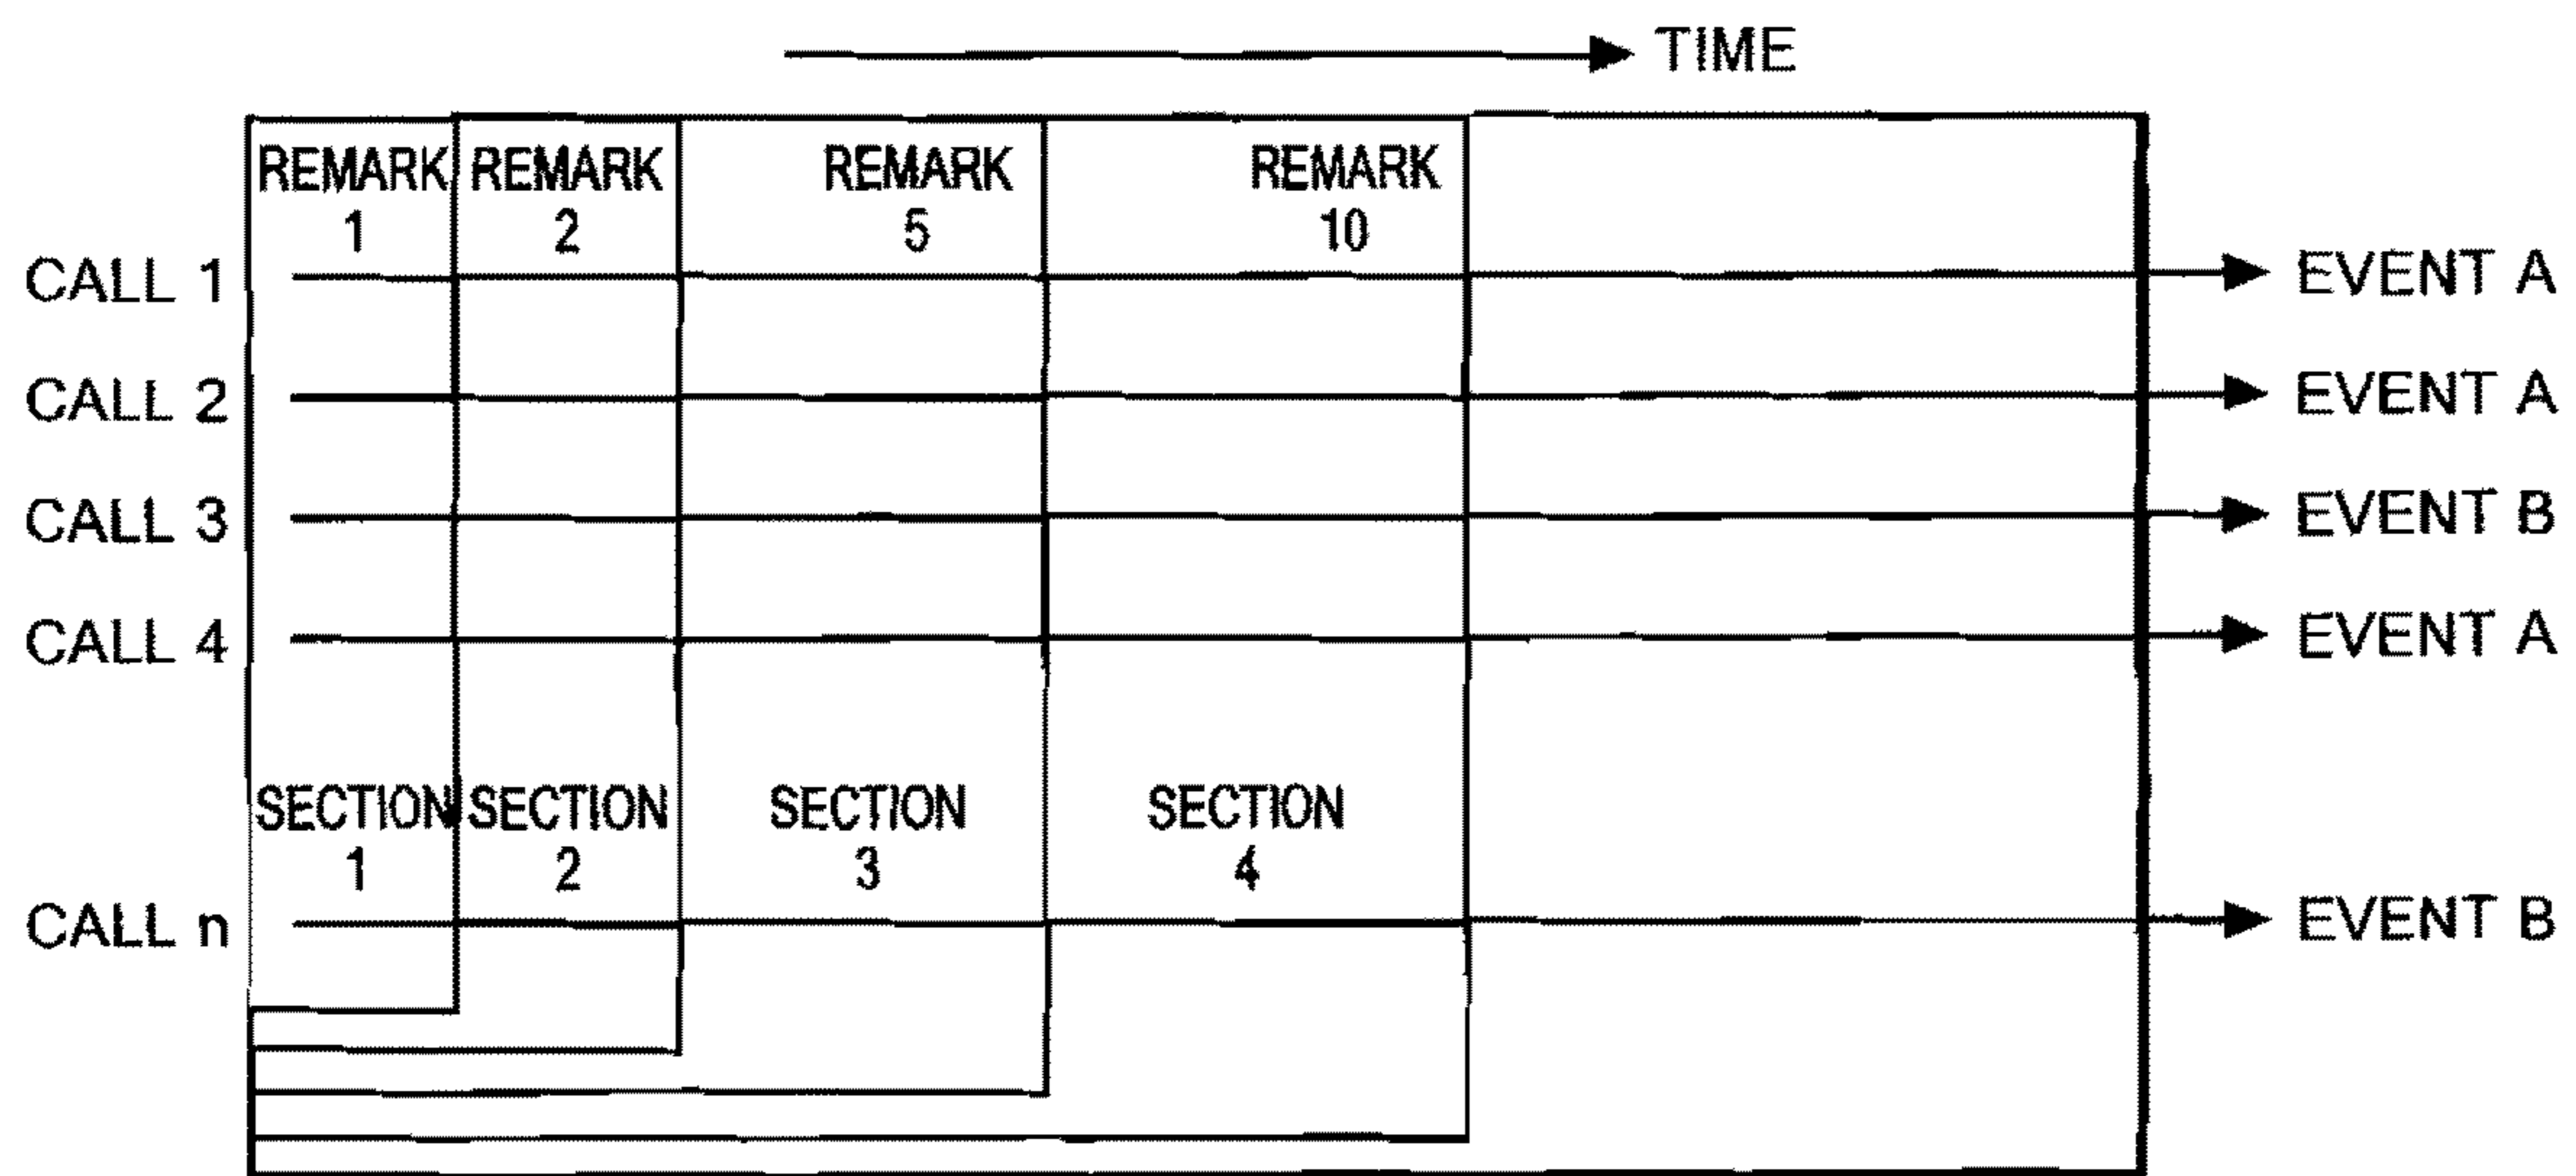 TIME
REMARK REMARK REMARK REMARK
1 2 5 10
CALL 1 EVENT A
CALL 2 EVENT A
CALL 3 EVENT B
CALL 4 EVENT A
SECTION SECTION SECTION SECTION
1 2 3 4
CALL n EVENT B